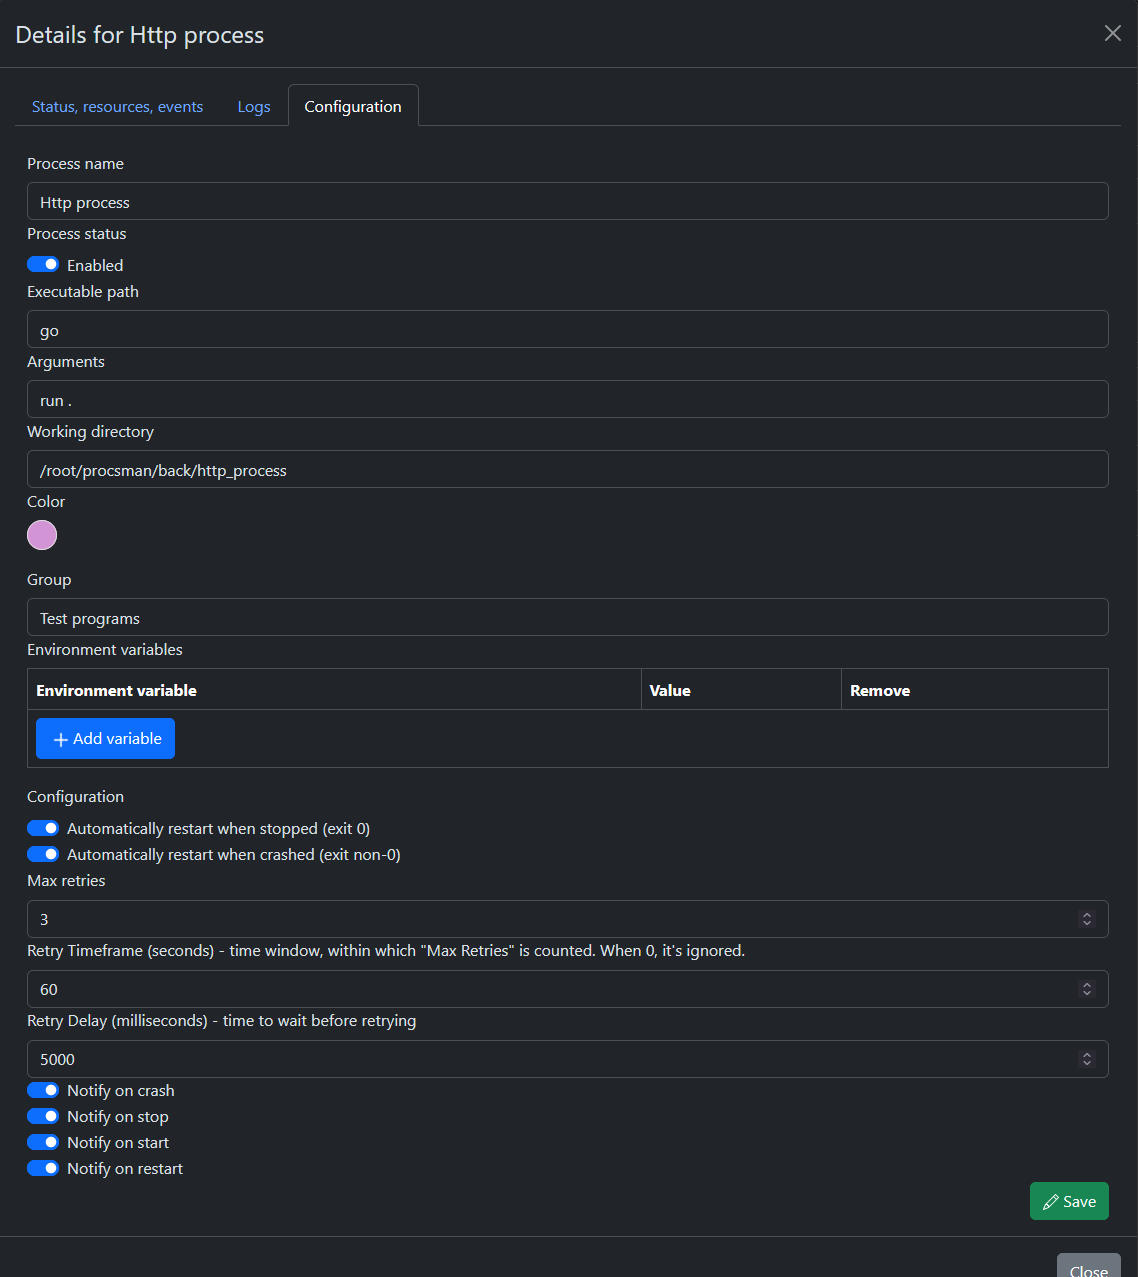 Details for Http process
Status, resources, events Logs Configuration
Process name
Http process
Process status
Enabled
Executable path
go
Arguments
run .
Working directory
/root/procsman/back/http_process
Color
Group
Test programs
Environment variables
Environment variable Value Remove
Add variable
Configuration
Automatically restart when stopped (exit 0)
Automatically restart when crashed (exit non-0)
Max retries
3
Retry Timeframe (seconds) - time window, within which "Max Retries" is counted. When 0, it's ignored.
60
Retry Delay (milliseconds) - time to wait before retrying
5000
Notify on crash
Notify on stop
Notify on start
Notify on restart
Save
Close